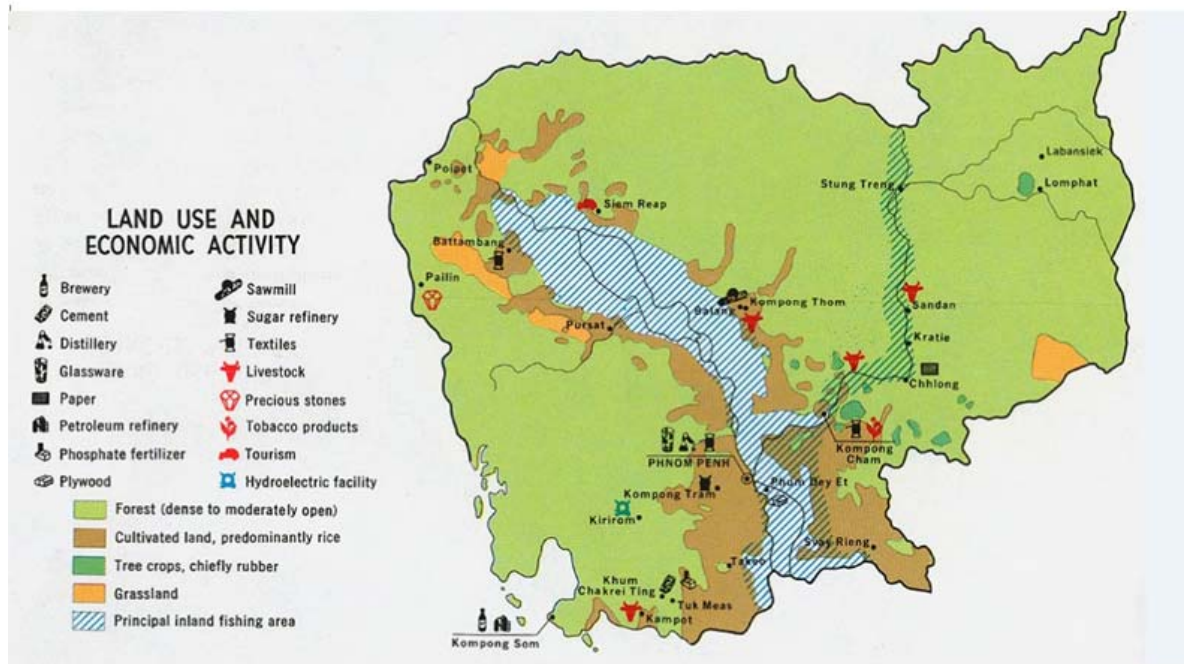 LAND USE AND
ECONOMIC ACTIVITY
Brewery
Cement
Distillery
Glassware
Paper
Petroleum refinery
Phosphate fertilizer
Plywood
Sawmill
Sugar refinery
Textiles
Livestock
Precious stones
Tobacco products
Tourism
Hydroelectric facility
Forest (dense to moderately open)
Cultivated land, predominantly rice
Tree crops, chiefly rubber
Grassland
Principal inland fishing area
Poipet
Labansiek
Stung Treng
Lomphat
Siem Reap
Battambang
Pailin
Sandan
Kompong Thom
Balang
Pursat
Kratie
Chhlong
Kompong
Cham
PHNOM PENH
Phum Dey Et
Kompong Tram
Kirirom
Svay Rieng
Takeo
Khum
Chakrei Ting
Tuk Meas
Kampot
Kompong Som